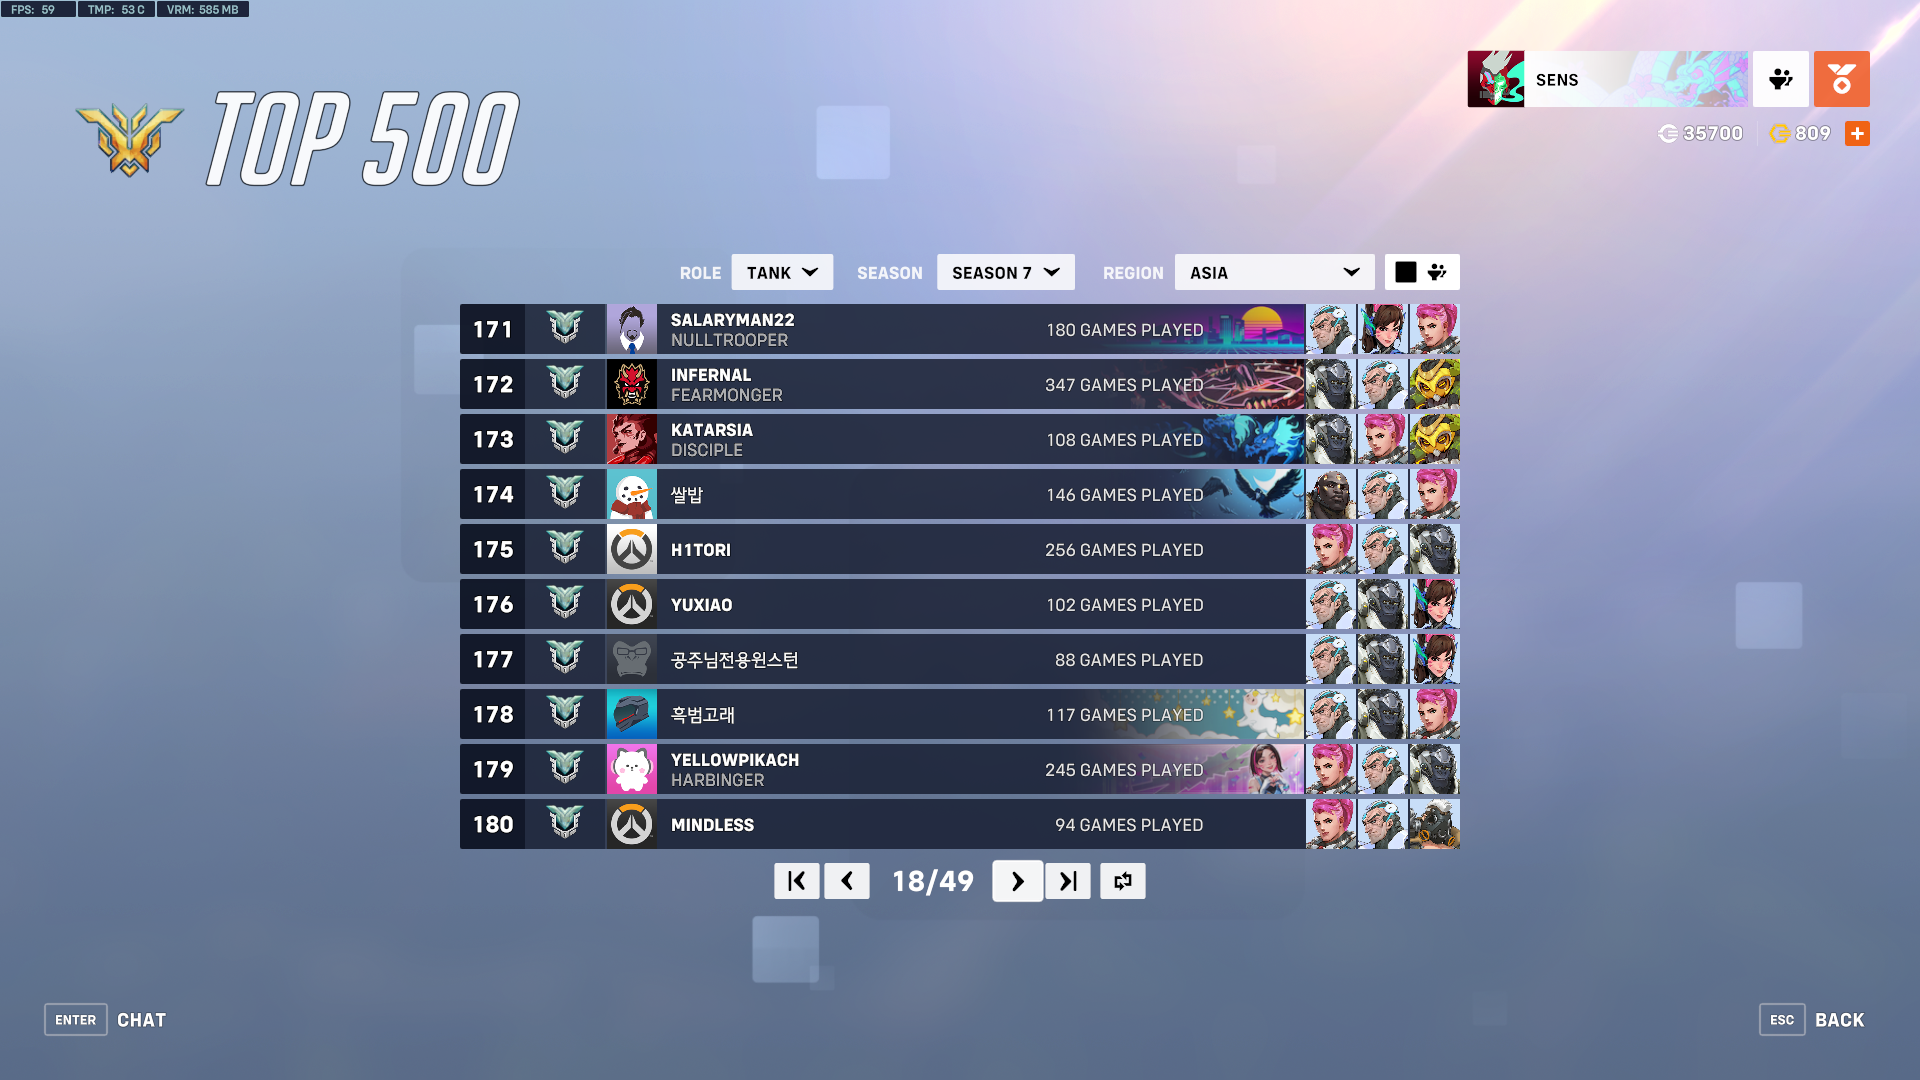 FPS: 59 TMP: 53 C VRM: 585 MB
TOP 500
SENS
35700 809
ROLE TANK SEASON SEASON 7 REGION ASIA
171 SALARYMAN22 180 GAMES PLAYED
NULLTROOPER
172 INFERNAL 347 GAMES PLAYED
FEARMONGER
173 KATARSIA 108 GAMES PLAYED
DISCIPLE
174 쌀밥 146 GAMES PLAYED
175 H1TORI 256 GAMES PLAYED
176 YUXIAO 102 GAMES PLAYED
177 공주님전용윈스턴 88 GAMES PLAYED
178 흑범고래 117 GAMES PLAYED
179 YELLOWPIKACH 245 GAMES PLAYED
HARBINGER
180 MINDLESS 94 GAMES PLAYED
18/49
ENTER CHAT
ESC BACK